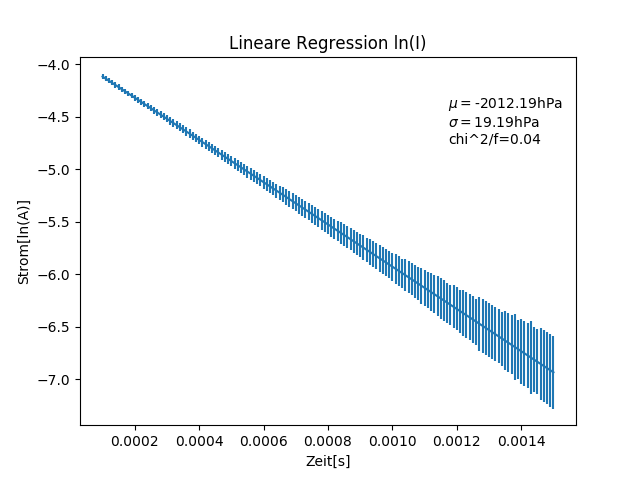 Lineare Regression ln(I)
−4.0
−4.5
−5.0
−5.5
−6.0
−6.5
−7.0
Strom[ln(A)]
μ = -2012.19hPa
σ = 19.19hPa
chi^2/f=0.04
0.0002 0.0004 0.0006 0.0008 0.0010 0.0012 0.0014
Zeit[s]